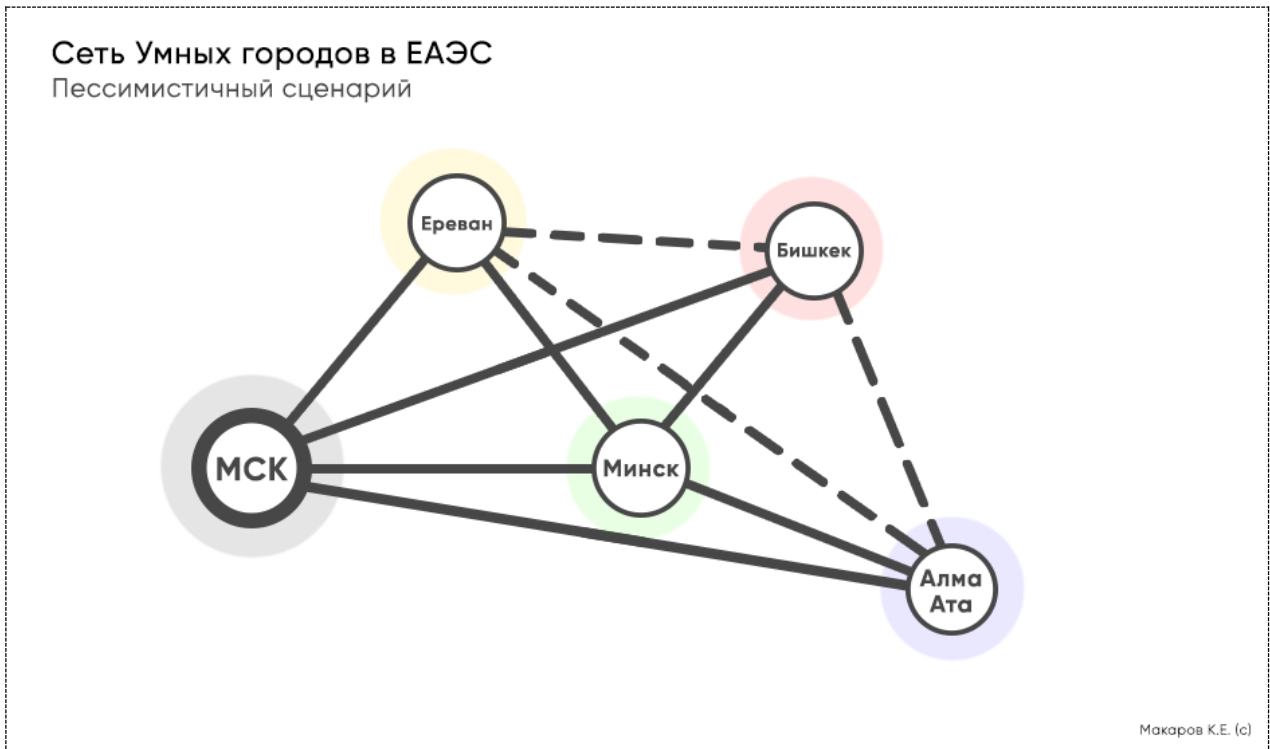 Сеть Умных городов в ЕАЭС
Пессимистичный сценарий
Ереван
Бишкек
МСК
Минск
Алма
Ата
Макаров К.Е. (с)